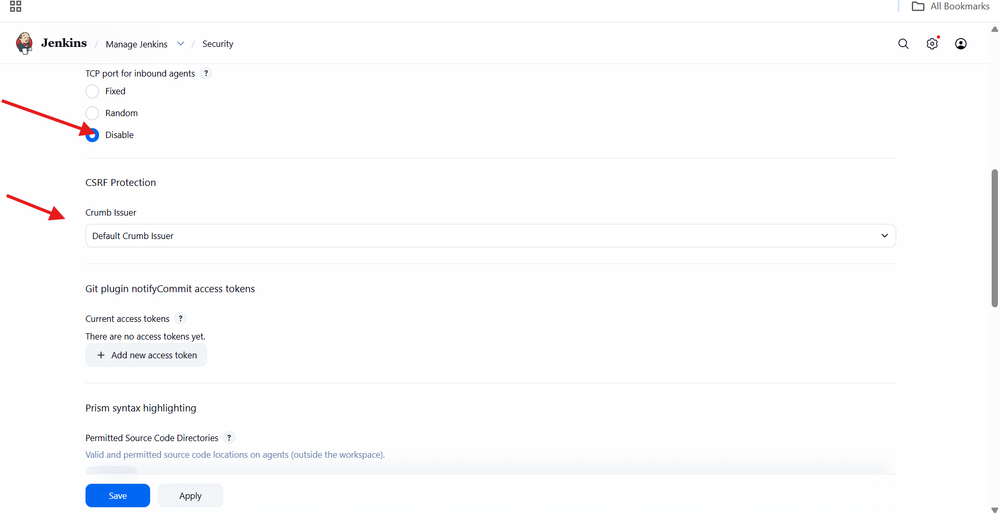 All Bookmarks
Jenkins / Manage Jenkins / Security
TCP port for inbound agents ?
Fixed
Random
Disable
CSRF Protection
Crumb Issuer
Default Crumb Issuer
Git plugin notifyCommit access tokens
Current access tokens ?
There are no access tokens yet.
+ Add new access token
Prism syntax highlighting
Permitted Source Code Directories ?
Valid and permitted source code locations on agents (outside the workspace).
Save Apply